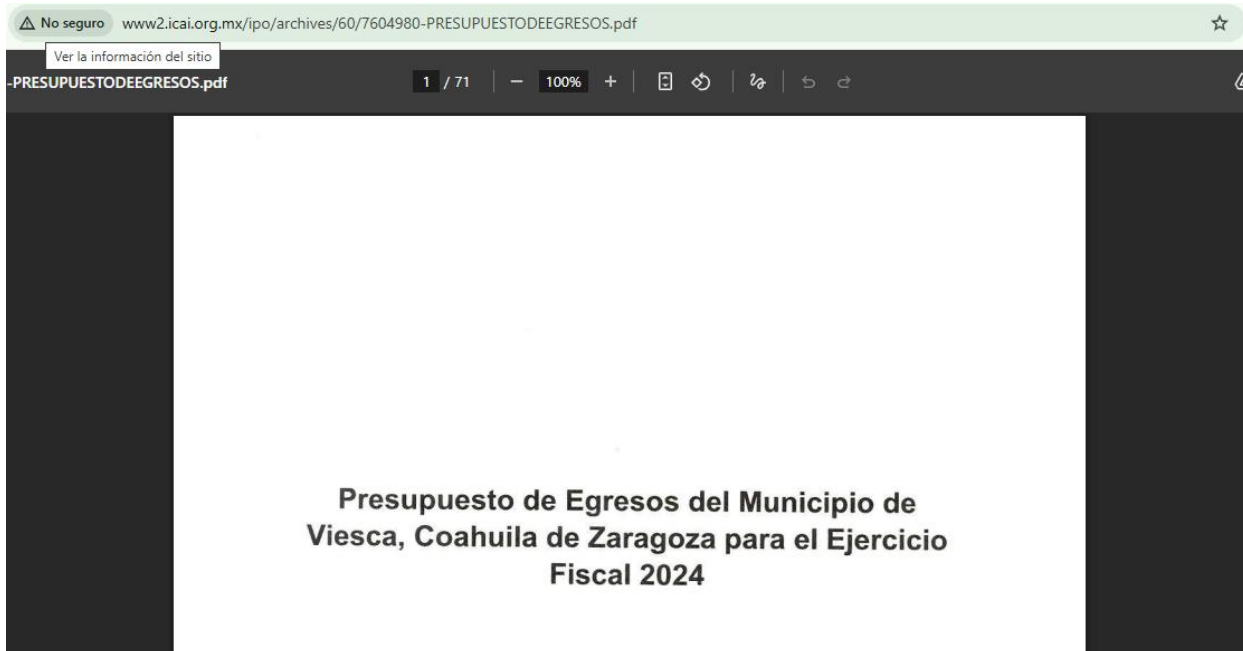 No seguro www2.icai.org.mx/ipo/archives/60/7604980-PRESUPUESTODEEGRESOS.pdf
Ver la información del sitio
-PRESUPUESTODEEGRESOS.pdf 1 / 71 100%
Presupuesto de Egresos del Municipio de
Viesca, Coahuila de Zaragoza para el Ejercicio
Fiscal 2024